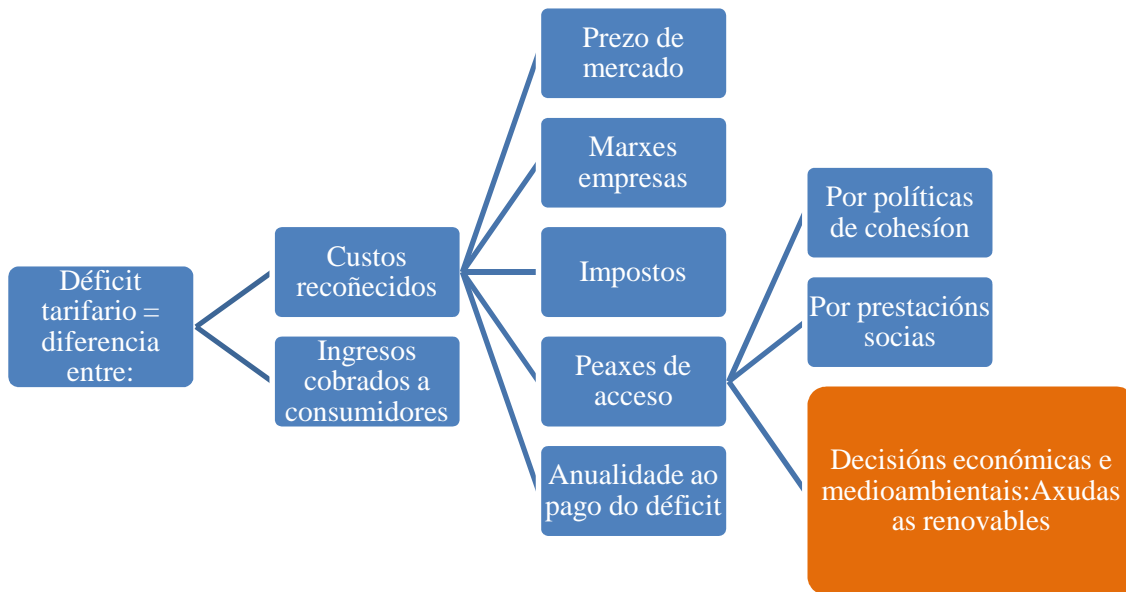 Déficit
tarifario =
diferencia
entre:
Custos
recoñecidos
Ingresos
cobrados a
consumidores
Prezo de
mercado
Marxes
empresas
Impostos
Peaxes de
acceso
Anualidade ao
pago do déficit
Por políticas
de cohesíon
Por prestacións
socias
Decisións económicas e
medioambientais:Axudas
as renovables